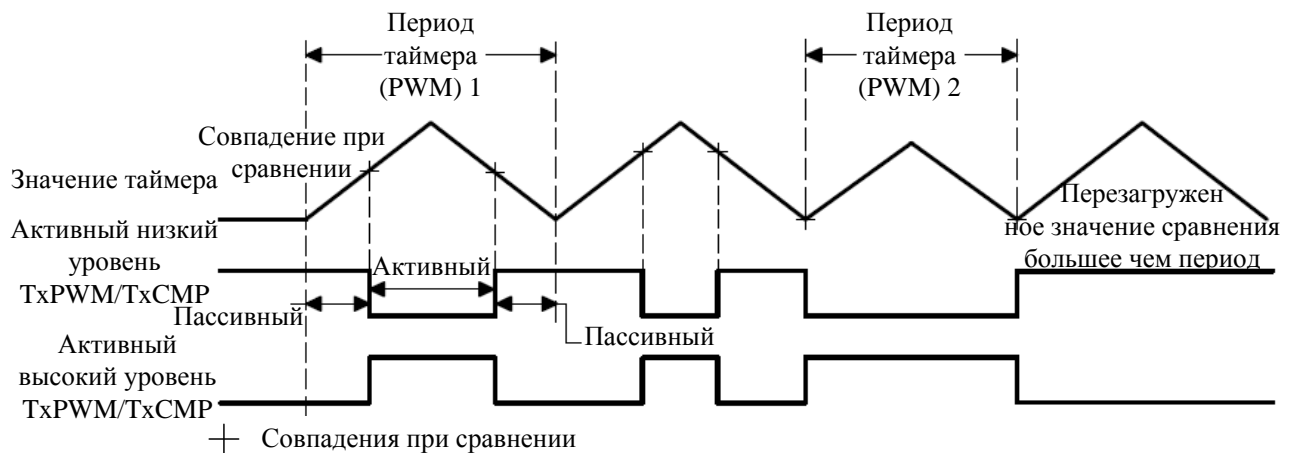 Период
таймера
(PWM) 1
Период
таймера
(PWM) 2
Совпадение при
сравнении
Значение таймера
Перезагружен
ное значение сравнения
большее чем период
Активный низкий
уровень
TxPWM/TxCMP
Активный
Пассивный
Пассивный
Активный
высокий уровень
TxPWM/TxCMP
Совпадения при сравнении